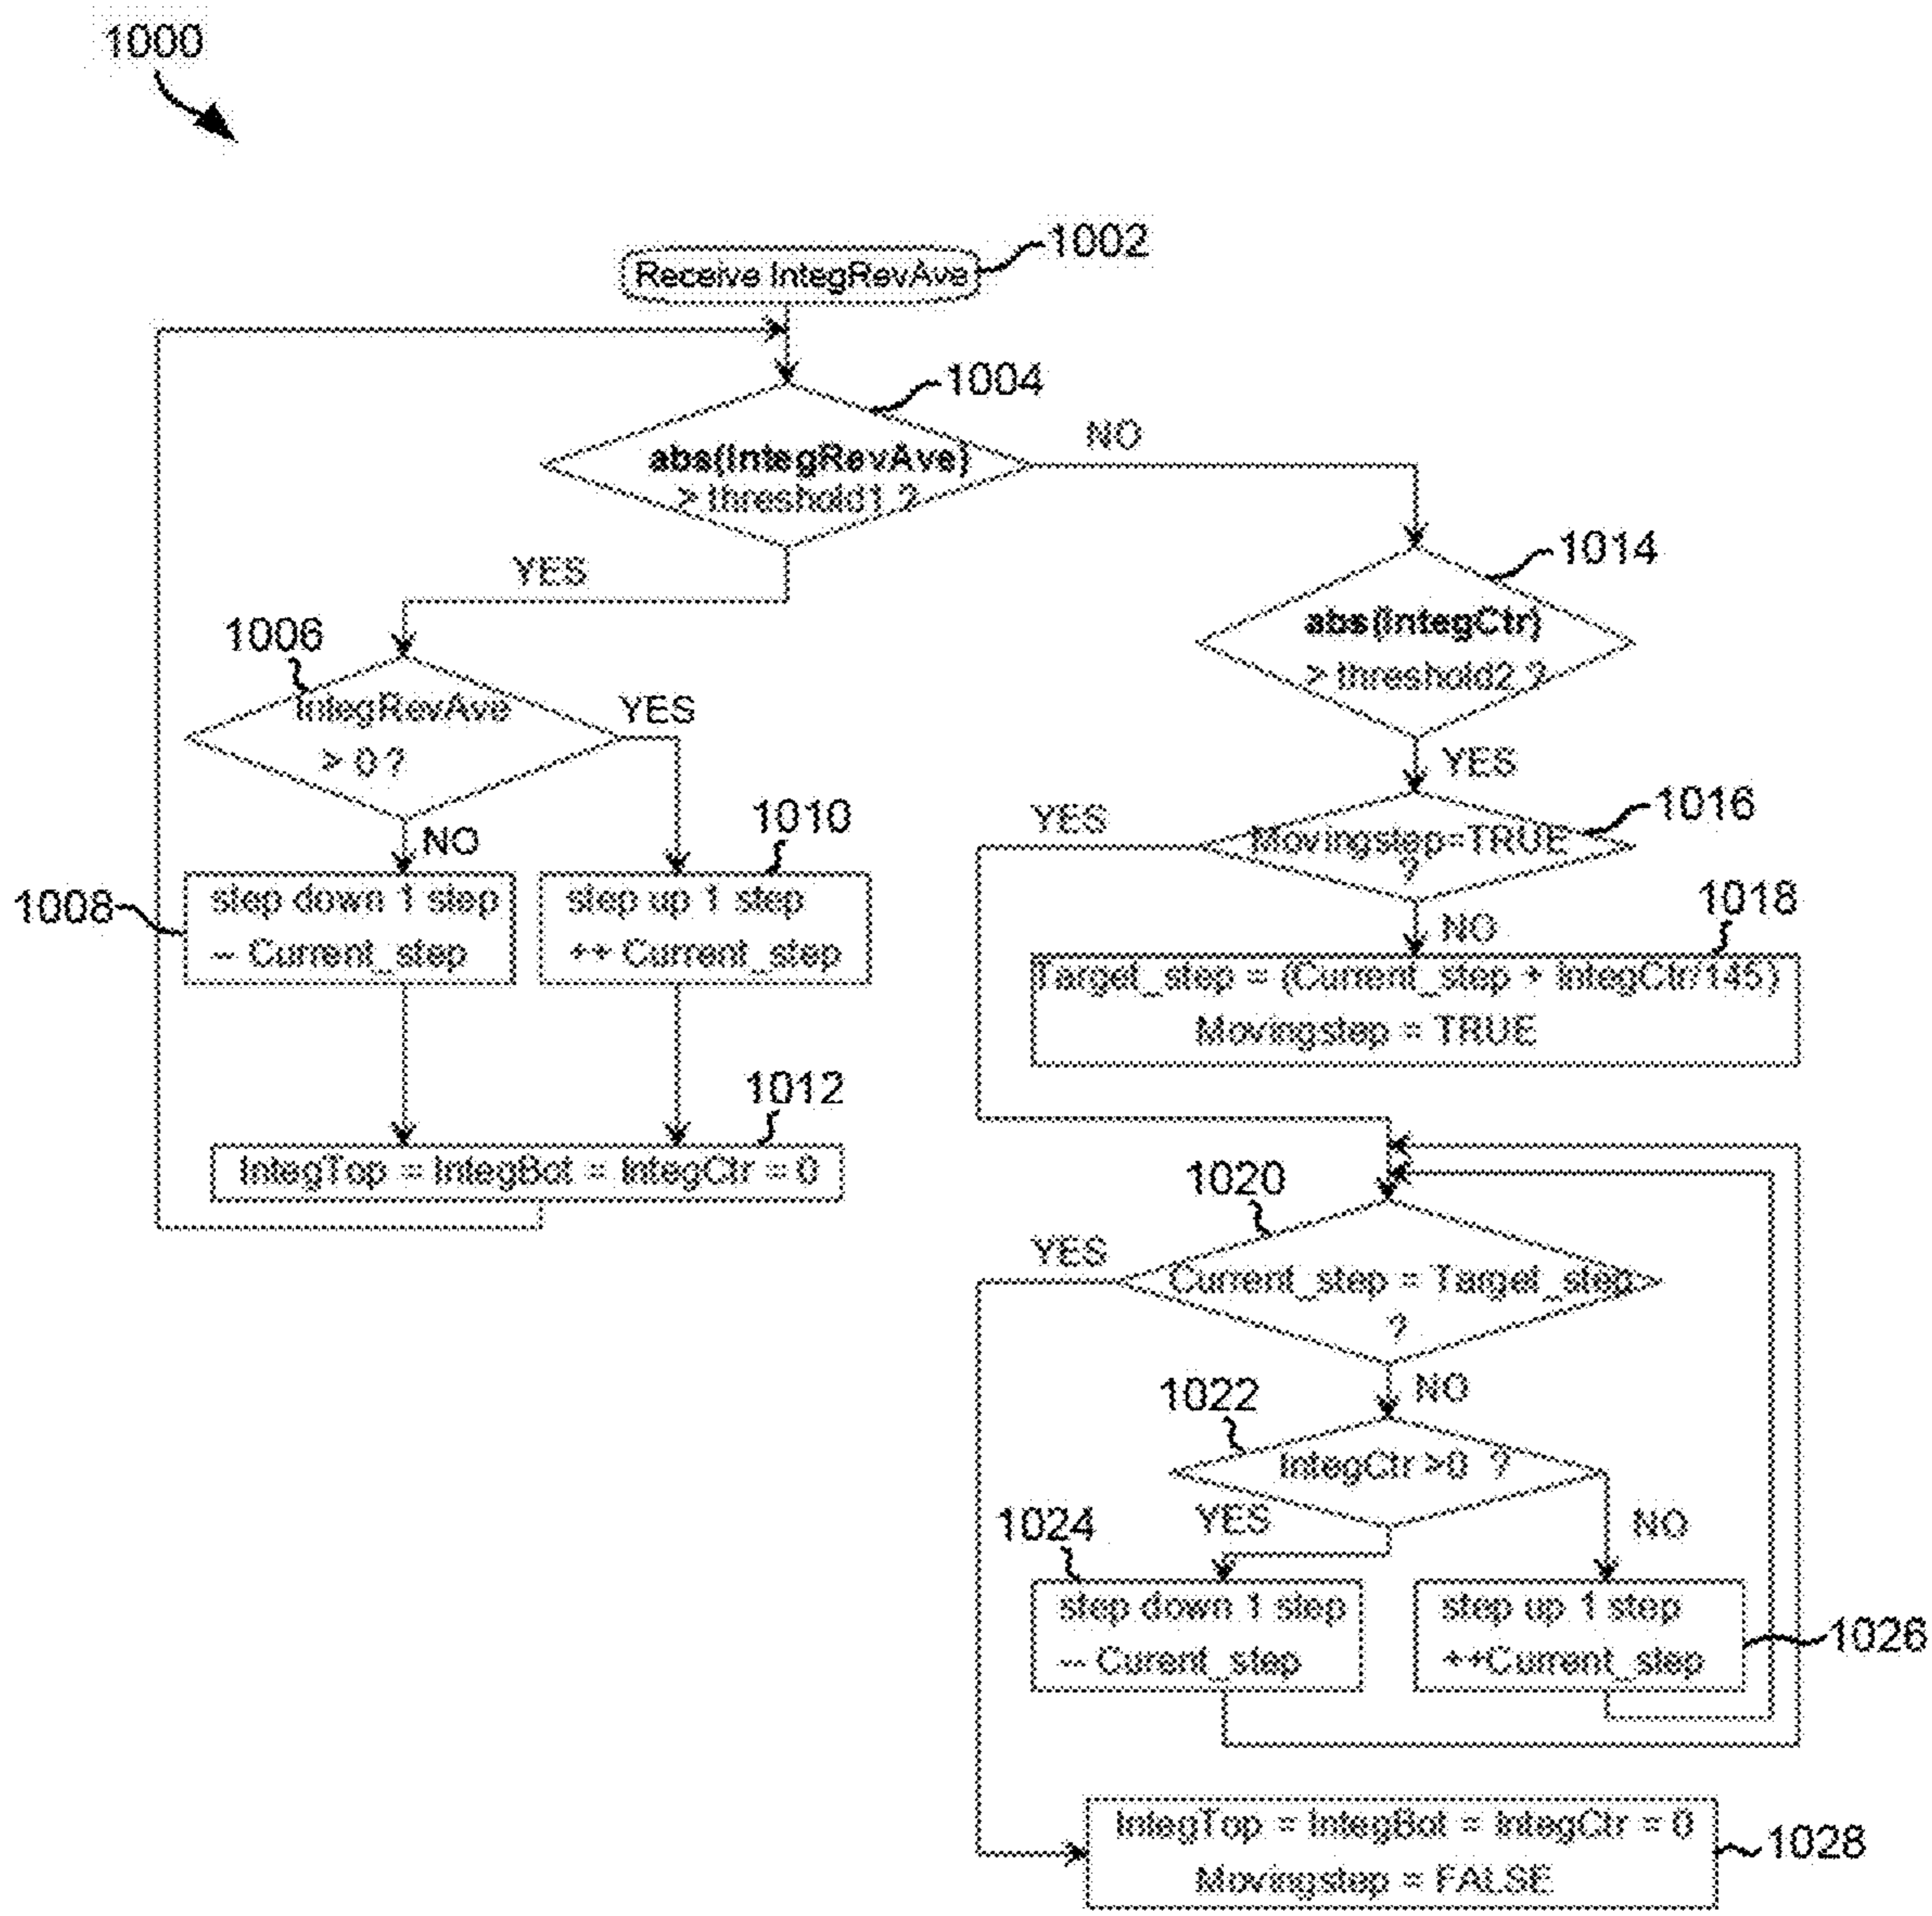 1000
1002
Receive IntegRevAve
1004
abs(IntegRevAve)
> threshold1 ?
NO
YES
1014
abs(IntegCtr)
> threshold2 ?
YES
1006
IntegRevAve
> 0 ?
YES
NO
1016
Movingstep=TRUE
?
YES
NO
1008
step down 1 step
-- Current_step
1010
step up 1 step
++ Current_step
1018
Target_step = (Current_step + IntegCtr/145)
Movingstep = TRUE
1012
IntegTop = IntegBot = IntegCtr = 0
1020
YES
Current_step = Target_step
?
NO
1022
IntegCtr >0 ?
YES
NO
1024
step down 1 step
-- Curent_step
step up 1 step
++Current_step
1026
IntegTop = IntegBot = IntegCtr = 0
Movingstep = FALSE
1028